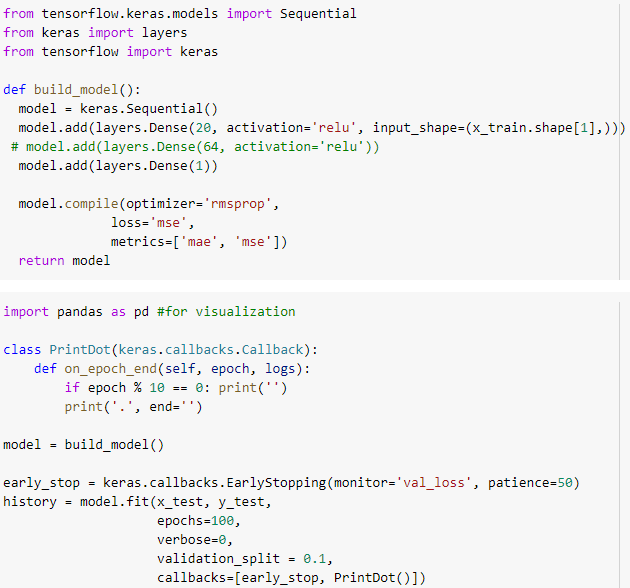 from tensorflow.keras.models import Sequential
from keras import layers
from tensorflow import keras

def build_model():
  model = keras.Sequential()
  model.add(layers.Dense(20, activation='relu', input_shape=(x_train.shape[1],)))
 # model.add(layers.Dense(64, activation='relu'))
  model.add(layers.Dense(1))

  model.compile(optimizer='rmsprop',
              loss='mse',
              metrics=['mae', 'mse'])
  return model

import pandas as pd #for visualization

class PrintDot(keras.callbacks.Callback):
    def on_epoch_end(self, epoch, logs):
        if epoch % 10 == 0: print('')
        print('.', end='')

model = build_model()

early_stop = keras.callbacks.EarlyStopping(monitor='val_loss', patience=50)
history = model.fit(x_test, y_test,
                    epochs=100,
                    verbose=0,
                    validation_split = 0.1,
                    callbacks=[early_stop, PrintDot()])